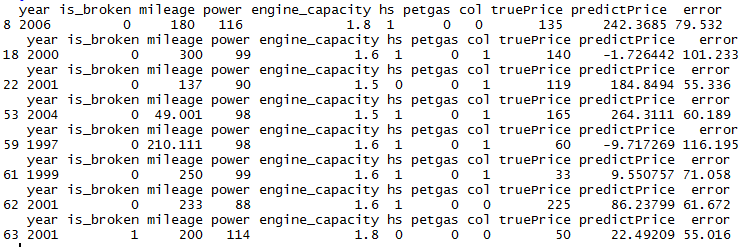 year is_broken mileage power engine_capacity hs petgas col truePrice predictPrice error
8 2006 0 180 116 1.8 1 0 0 135 242.3685 79.532
year is_broken mileage power engine_capacity hs petgas col truePrice predictPrice error
18 2000 0 300 99 1.6 1 0 1 140 -1.726442 101.233
year is_broken mileage power engine_capacity hs petgas col truePrice predictPrice error
22 2001 0 137 90 1.5 0 0 1 119 184.8494 55.336
year is_broken mileage power engine_capacity hs petgas col truePrice predictPrice error
53 2004 0 49.001 98 1.5 1 0 1 165 264.3111 60.189
year is_broken mileage power engine_capacity hs petgas col truePrice predictPrice error
59 1997 0 210.111 98 1.6 1 0 1 60 -9.717269 116.195
year is_broken mileage power engine_capacity hs petgas col truePrice predictPrice error
61 1999 0 250 99 1.6 1 0 1 33 9.550757 71.058
year is_broken mileage power engine_capacity hs petgas col truePrice predictPrice error
62 2001 0 233 88 1.6 1 0 0 225 86.23799 61.672
year is_broken mileage power engine_capacity hs petgas col truePrice predictPrice error
63 2001 1 200 114 1.8 0 0 0 50 22.49209 55.016